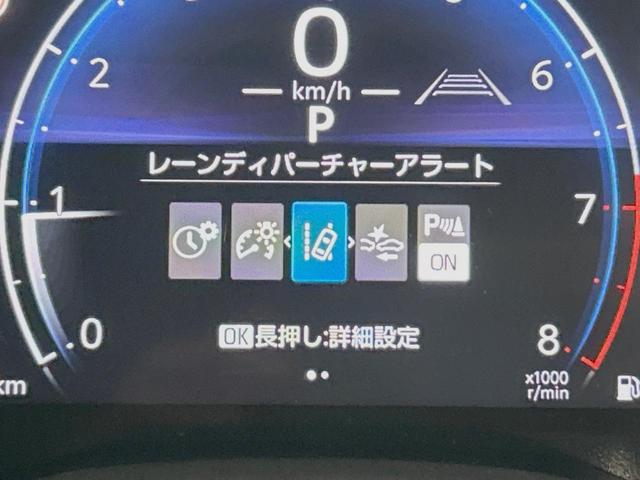 0
km/h
2
6
P
レーンディパーチャーアラート
1
7
P
ON
0
OK長押し:詳細設定
8
km
x1000
r/min